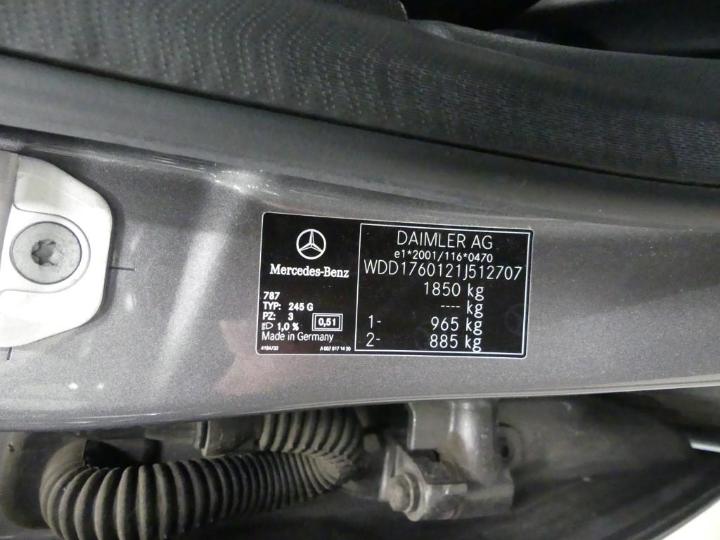 Mercedes-Benz
787
TYP: 245 G
PZ: 3
1,0 % 0,51
Made in Germany
DAIMLER AG
e1*2001/116*0470
WDD1760121J512707
1850 kg
---- kg
1- 965 kg
2- 885 kg